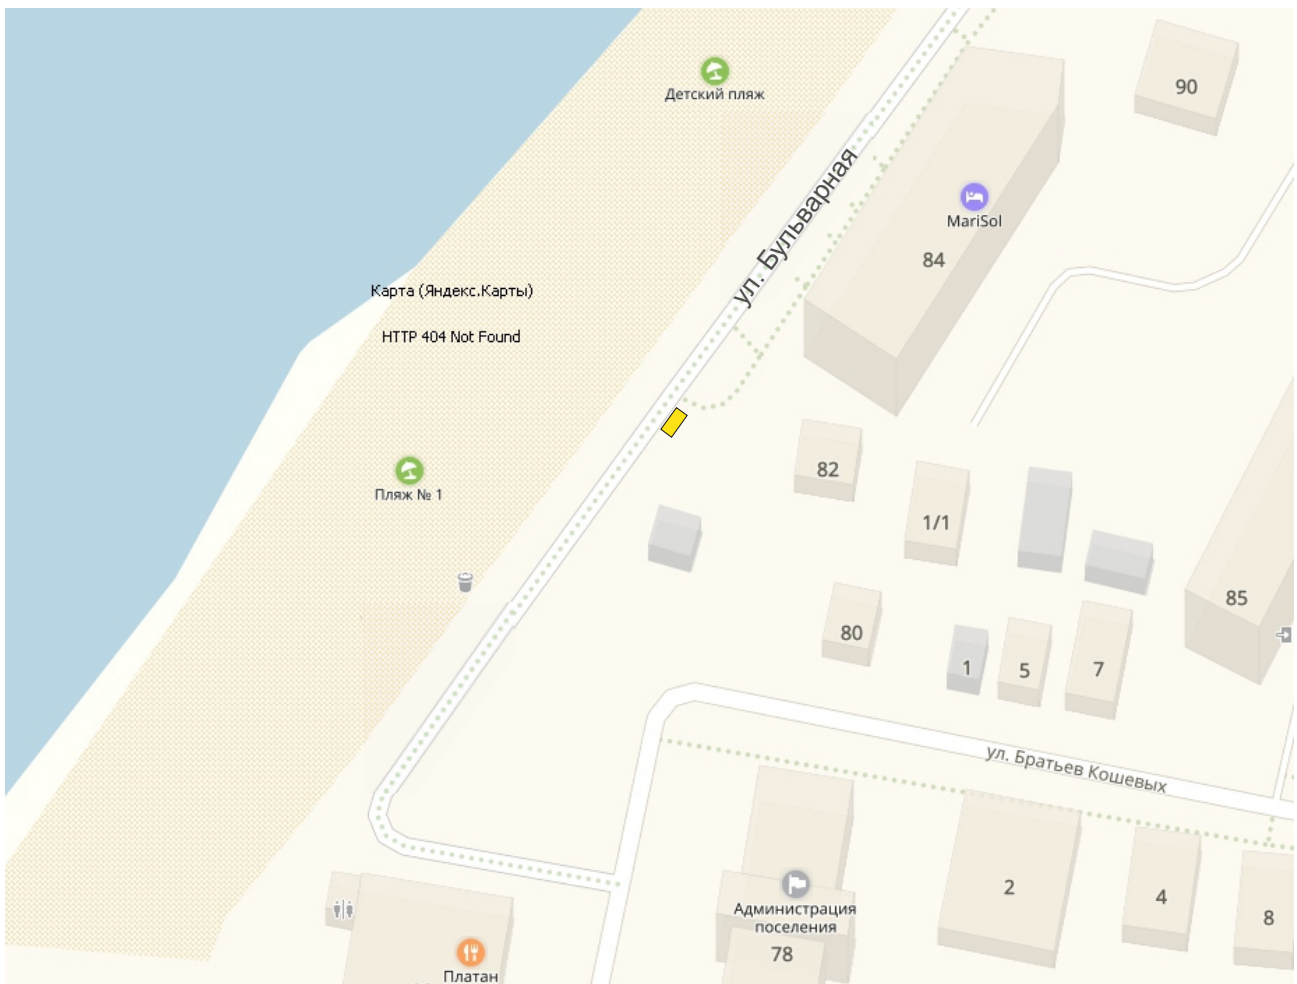 Детский пляж
90
ул. Бульварная
MariSol
84
Карта (Яндекс.Карты)
HTTP 404 Not Found
82
Пляж № 1
1/1
85
80
1
5
7
ул. Братьев Кошевых
2
4
8
Администрация
поселения
78
Платан